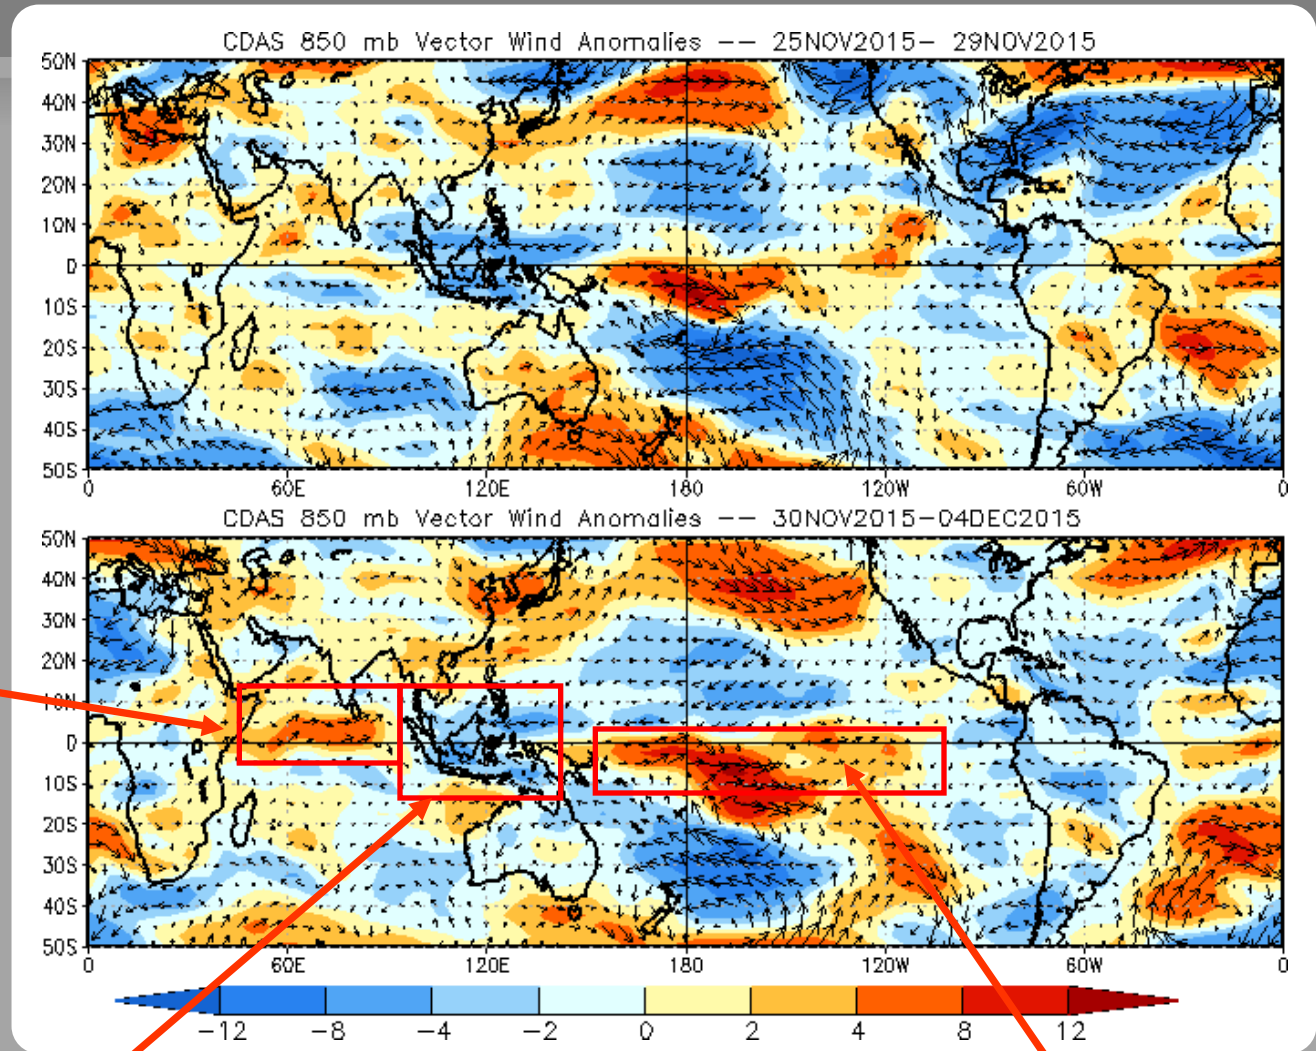 CDAS 850 mb Vector Wind Anomalies -- 25NOV2015- 29NOV2015
50N
40N
30N
20N
10N
0
10S
20S
30S
40S
50S
0 60E 120E 180 120W 60W 0
CDAS 850 mb Vector Wind Anomalies -- 30NOV2015-04DEC2015
50N
40N
30N
20N
10N
0
10S
20S
30S
40S
50S
0 60E 120E 180 120W 60W 0
-12 -8 -4 -2 0 2 4 8 12